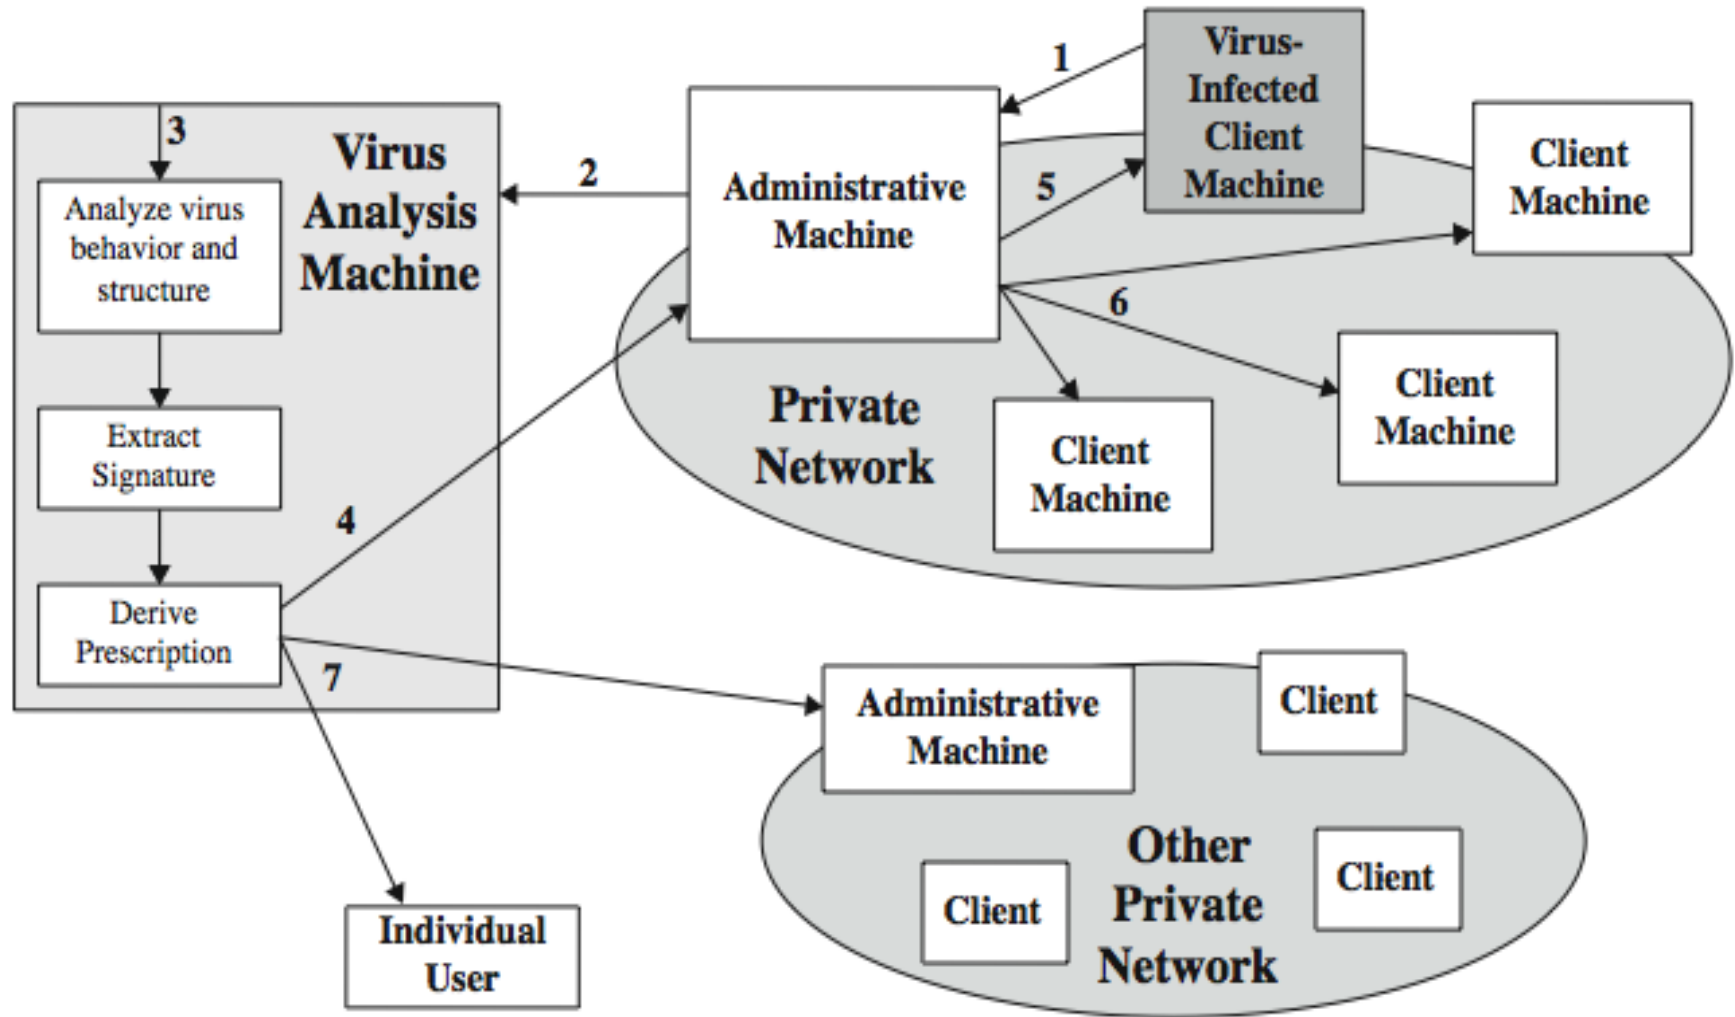 3
Virus
Analysis
Machine
Analyze virus
behavior and
structure
Extract
Signature
Derive
Prescription
2
4
7
Administrative
Machine
1
5
6
Virus-
Infected
Client
Machine
Client
Machine
Client
Machine
Client
Machine
Private
Network
Administrative
Machine
Client
Client
Client
Other
Private
Network
Individual
User